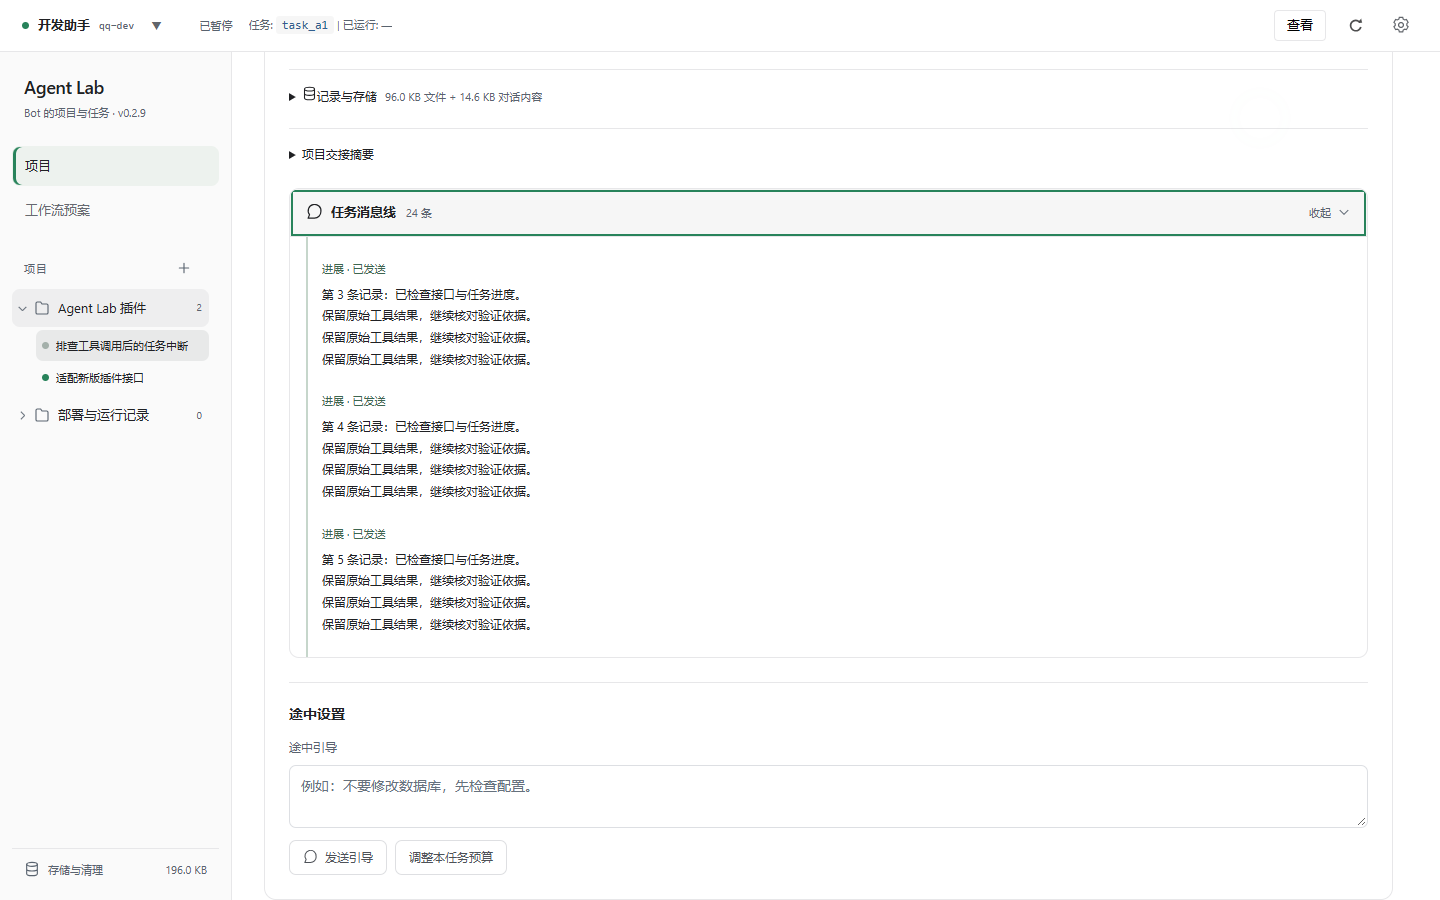 开发助手 qq-dev ▼ 已暂停 任务: task_a1 | 已运行: — 查看
Agent Lab
Bot 的项目与任务 · v0.2.9
项目
工作流预案
项目
Agent Lab 插件 2
排查工具调用后的任务中断
适配新版插件接口
部署与运行记录 0
存储与清理 196.0 KB
记录与存储 96.0 KB 文件 + 14.6 KB 对话内容
项目交接摘要
任务消息线 24 条 收起
进展 · 已发送
第 3 条记录：已检查接口与任务进度。
保留原始工具结果，继续核对验证依据。
保留原始工具结果，继续核对验证依据。
保留原始工具结果，继续核对验证依据。
进展 · 已发送
第 4 条记录：已检查接口与任务进度。
保留原始工具结果，继续核对验证依据。
保留原始工具结果，继续核对验证依据。
保留原始工具结果，继续核对验证依据。
进展 · 已发送
第 5 条记录：已检查接口与任务进度。
保留原始工具结果，继续核对验证依据。
保留原始工具结果，继续核对验证依据。
保留原始工具结果，继续核对验证依据。
途中设置
途中引导
例如：不要修改数据库，先检查配置。
发送引导 调整本任务预算